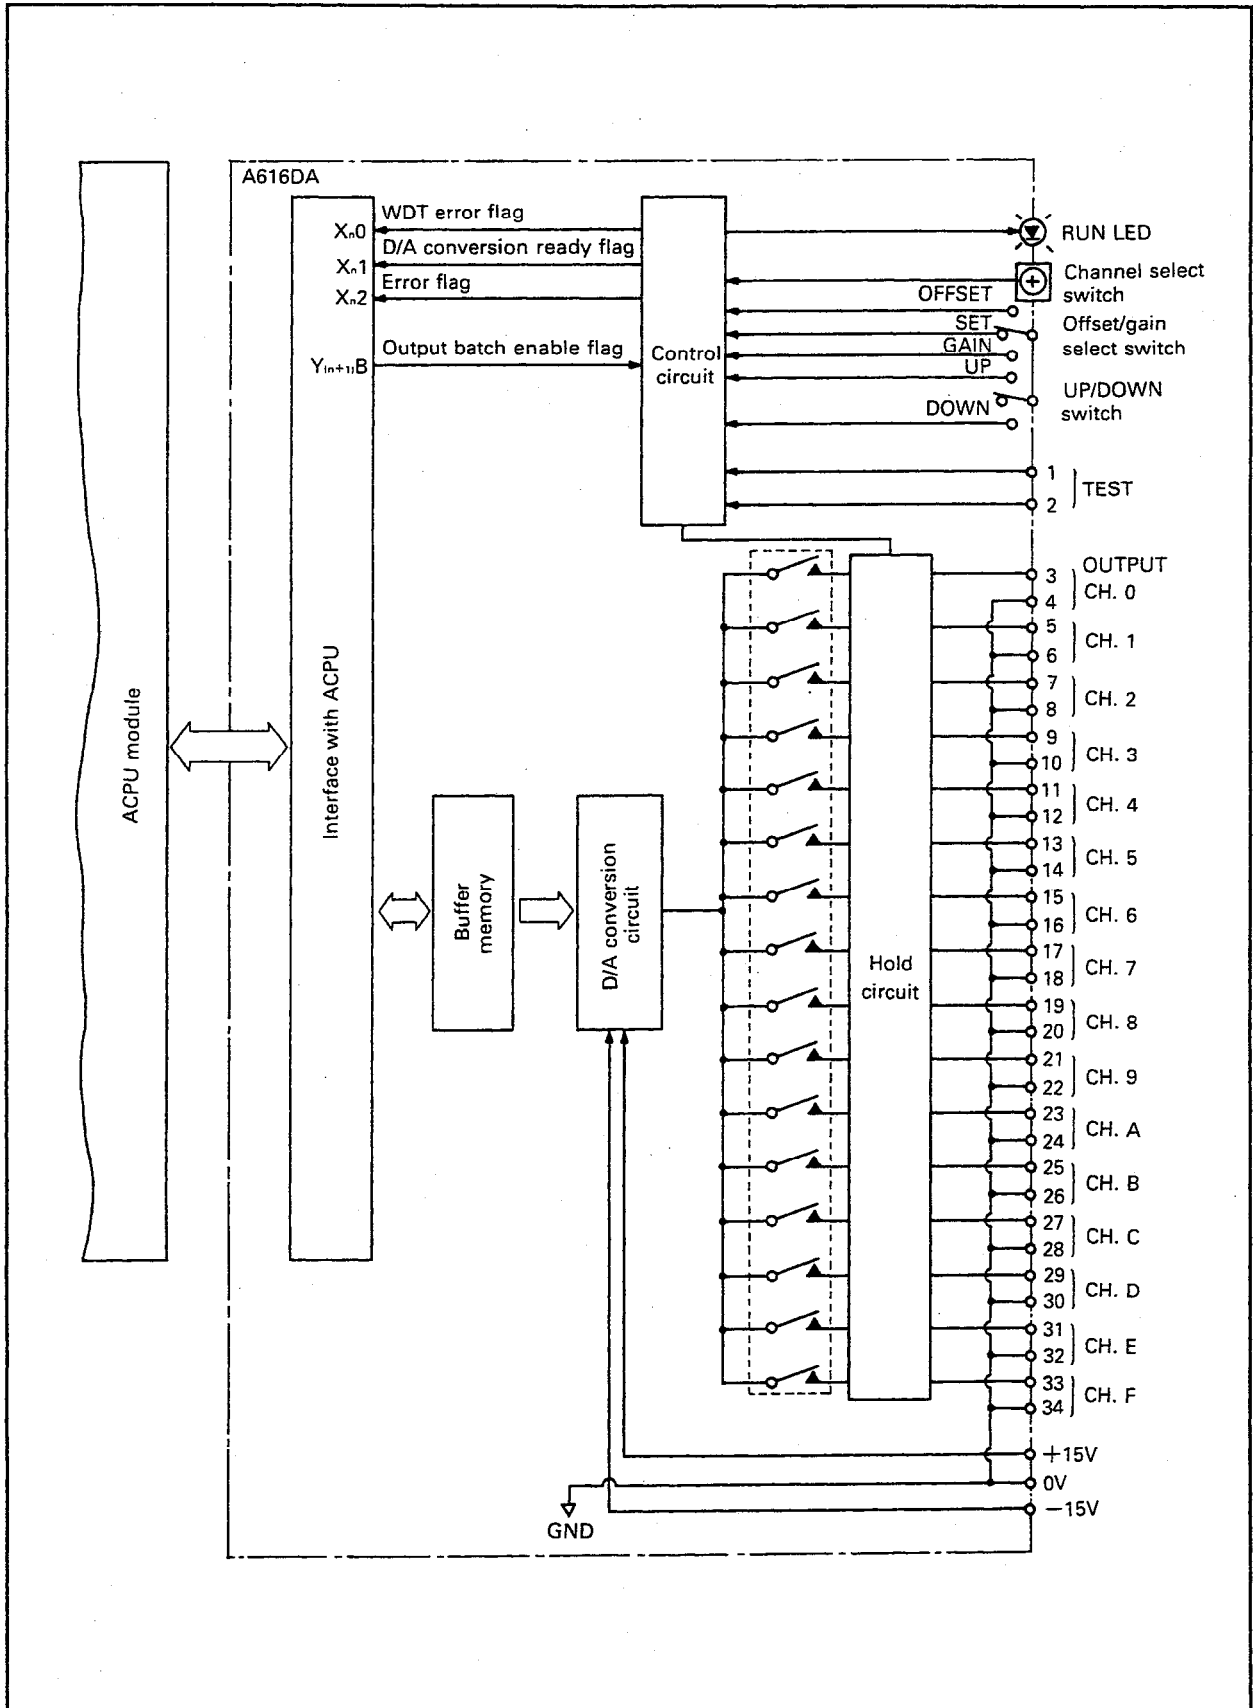 A616DA
WDT error flag
Xn0
D/A conversion ready flag
Xn1
Error flag
Xn2
Output batch enable flag
Y(n+1)B
Control
circuit
RUN LED
Channel select
switch
OFFSET
SET
GAIN
Offset/gain
select switch
UP
DOWN
UP/DOWN
switch
1
2
TEST
ACPU module
Interface with ACPU
Buffer
memory
D/A conversion
circuit
Hold
circuit
OUTPUT
3
4
CH. 0
5
6
CH. 1
7
8
CH. 2
9
10
CH. 3
11
12
CH. 4
13
14
CH. 5
15
16
CH. 6
17
18
CH. 7
19
20
CH. 8
21
22
CH. 9
23
24
CH. A
25
26
CH. B
27
28
CH. C
29
30
CH. D
31
32
CH. E
33
34
CH. F
+15V
0V
−15V
GND